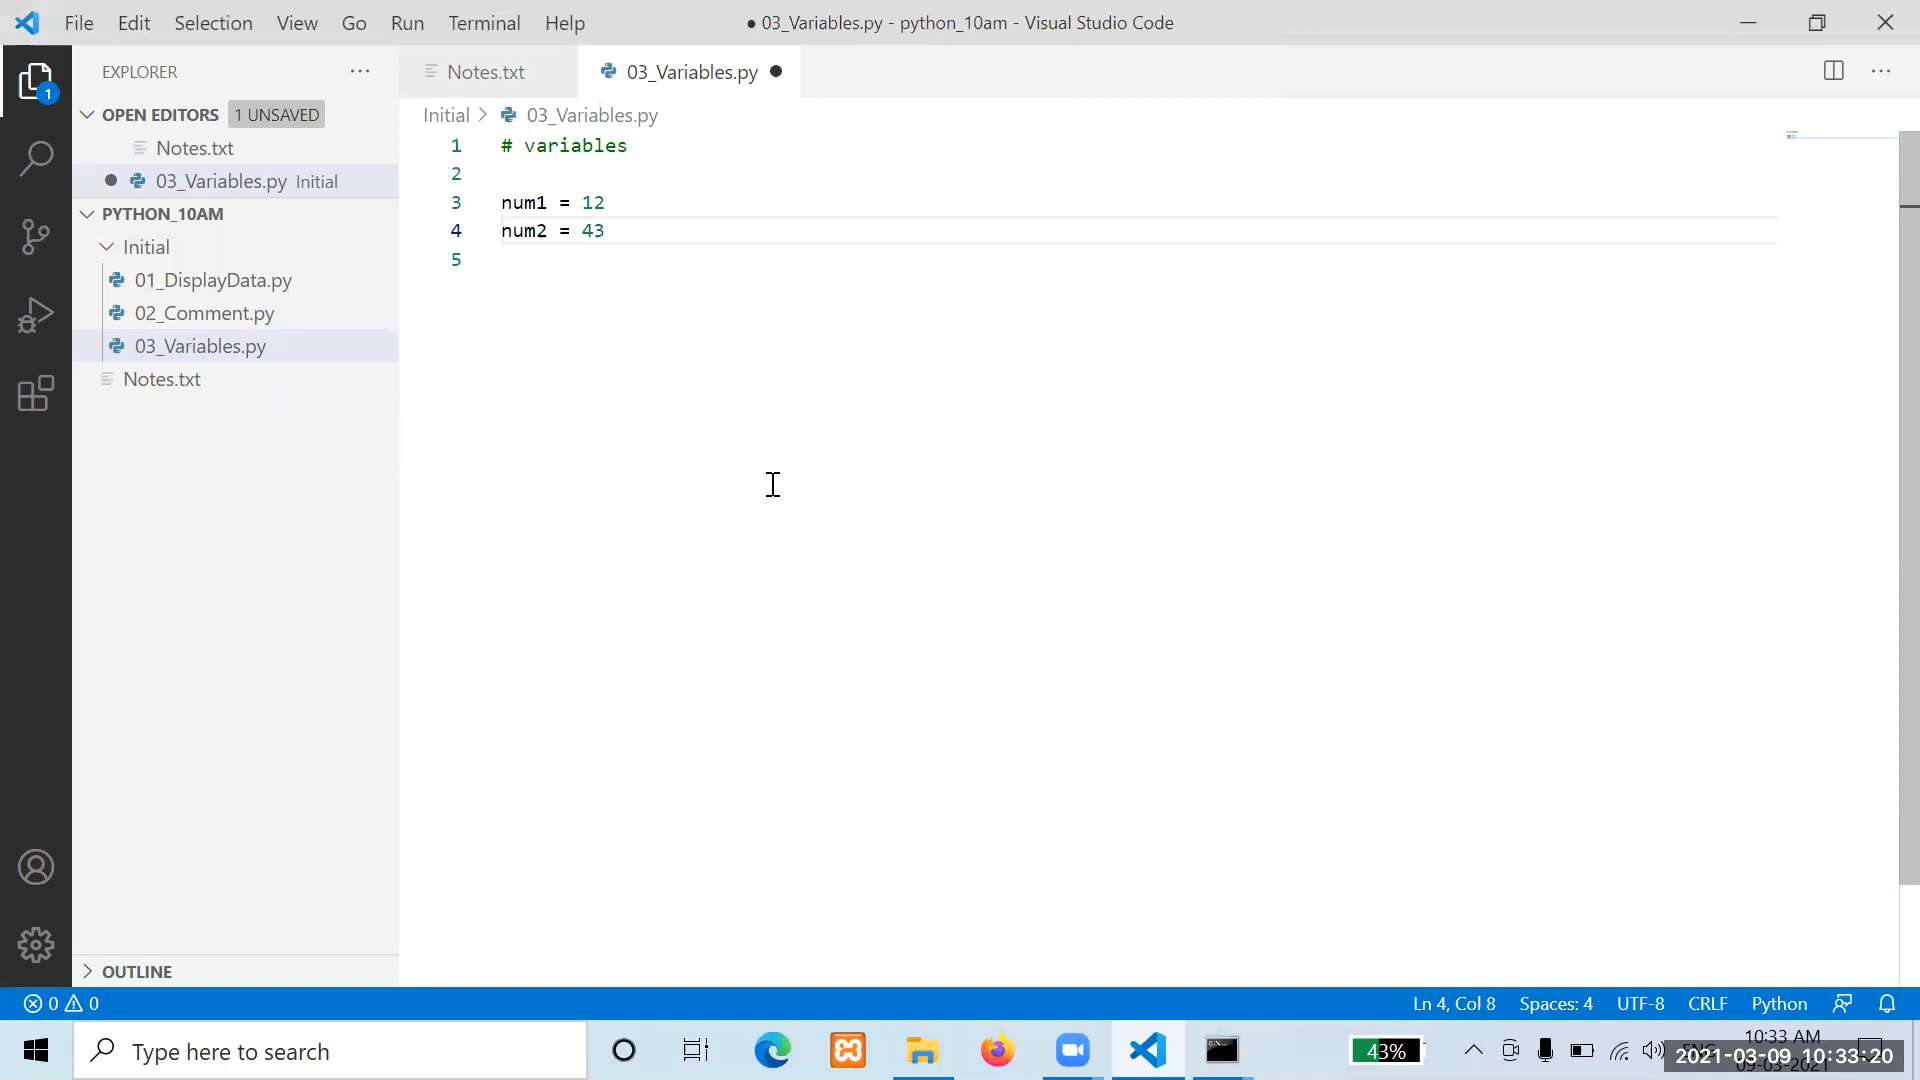 File Edit Selection View Go Run Terminal Help
● 03_Variables.py - python_10am - Visual Studio Code
EXPLORER
OPEN EDITORS 1 UNSAVED
Notes.txt
03_Variables.py Initial
PYTHON_10AM
Initial
01_DisplayData.py
02_Comment.py
03_Variables.py
Notes.txt
OUTLINE
1
Notes.txt
03_Variables.py
Initial > 03_Variables.py
1 # variables
2
3 num1 = 12
4 num2 = 43
5
0 0
Ln 4, Col 8 Spaces: 4 UTF-8 CRLF Python
Type here to search
43%
10:33 AM
2021-03-09 10:33:20
09-03-2021